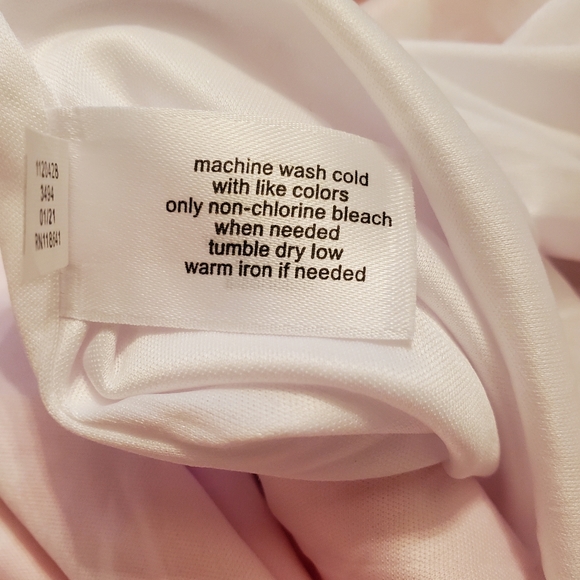 1120428
3494
01/21
RN118641
machine wash cold
with like colors
only non-chlorine bleach
when needed
tumble dry low
warm iron if needed